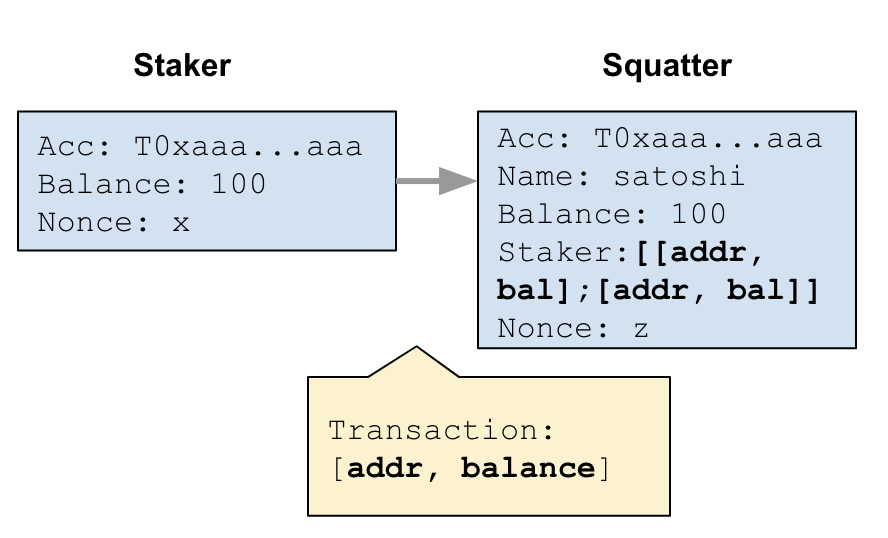 Staker
Acc: T0xaaa...aaa
Balance: 100
Nonce: x
Squatter
Acc: T0xaaa...aaa
Name: satoshi
Balance: 100
Staker:[[addr,
bal];[addr, bal]]
Nonce: z
Transaction:
[addr, balance]